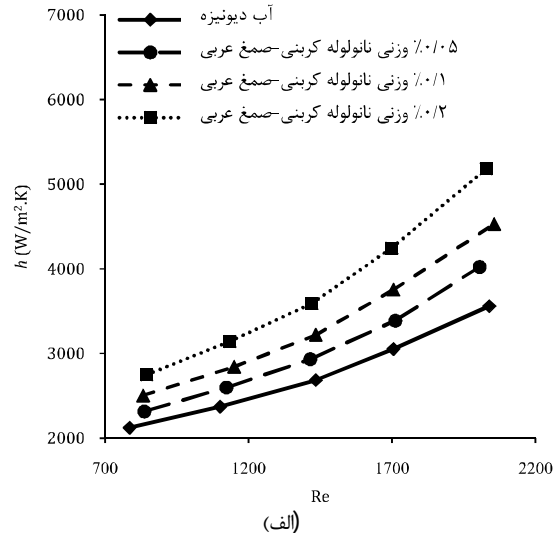 آب دیونیزه
٪۰/۰۵ وزنی نانولوله کربنی-صمغ عربی
٪۰/۱ وزنی نانولوله کربنی-صمغ عربی
٪۰/۲ وزنی نانولوله کربنی-صمغ عربی
7000
6000
5000
4000
3000
2000
h (W/m².K)
700 1200 1700 2200
Re
(الف)